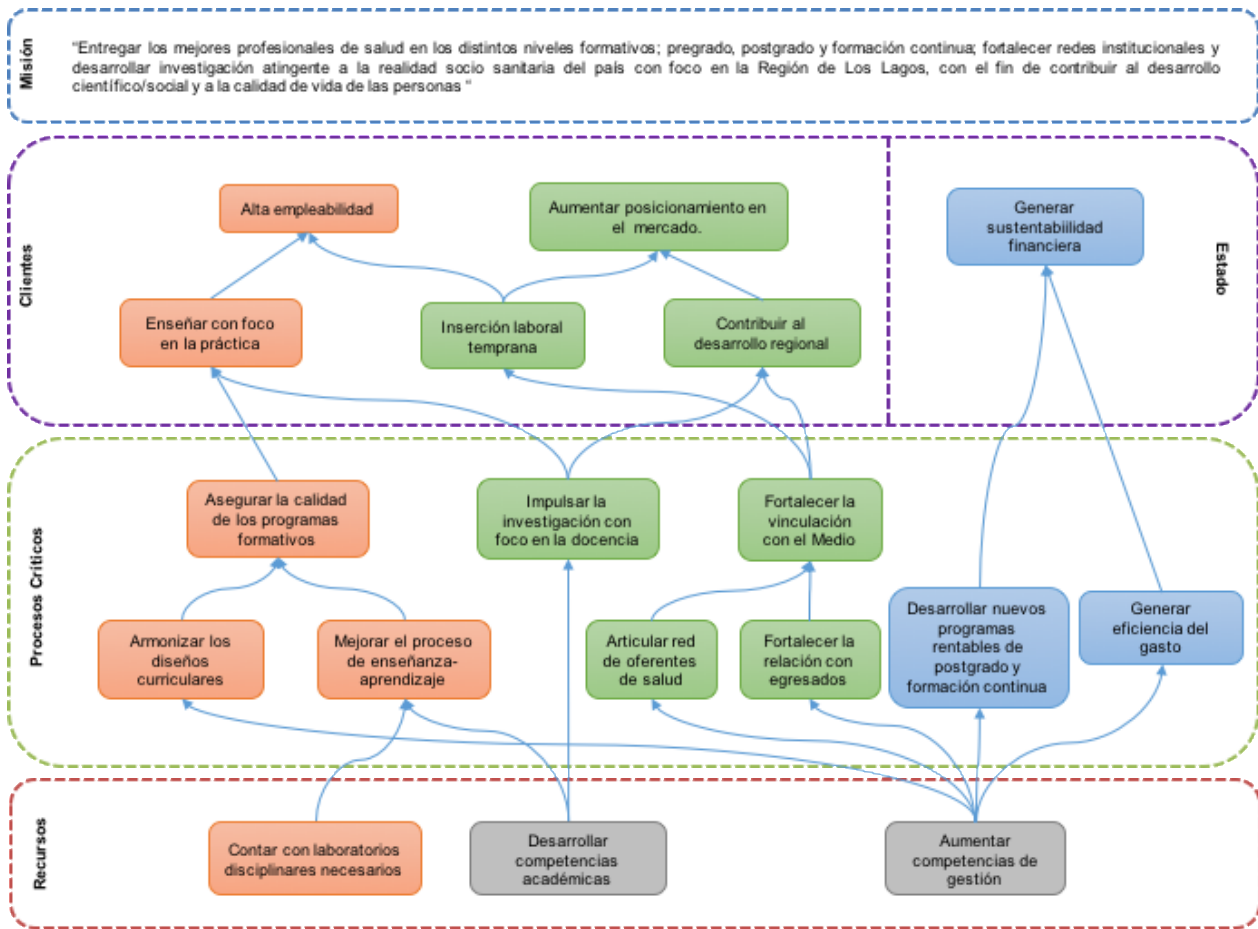 Misión
“Entregar los mejores profesionales de salud en los distintos niveles formativos; pregrado, postgrado y formación continua; fortalecer redes institucionales y
desarrollar investigación atingente a la realidad socio sanitaria del país con foco en la Región de Los Lagos, con el fin de contribuir al desarrollo
científico/social y a la calidad de vida de las personas “
Clientes
Alta empleabilidad
Aumentar posicionamiento en
el mercado.
Generar
sustentabiilidad
financiera
Estado
Enseñar con foco
en la práctica
Inserción laboral
temprana
Contribuir al
desarrollo regional
Procesos Críticos
Asegurar la calidad
de los programas
formativos
Impulsar la
investigación con
foco en la docencia
Fortalecer la
vinculación
con el Medio
Armonizar los
diseños
curriculares
Mejorar el proceso
de enseñanza-
aprendizaje
Articular red
de oferentes
de salud
Fortalecer la
relación con
egresados
Desarrollar nuevos
programas
rentables de
postgrado y
formación continua
Generar
eficiencia del
gasto
Recursos
Contar con laboratorios
disciplinares necesarios
Desarrollar
competencias
académicas
Aumentar
competencias de
gestión